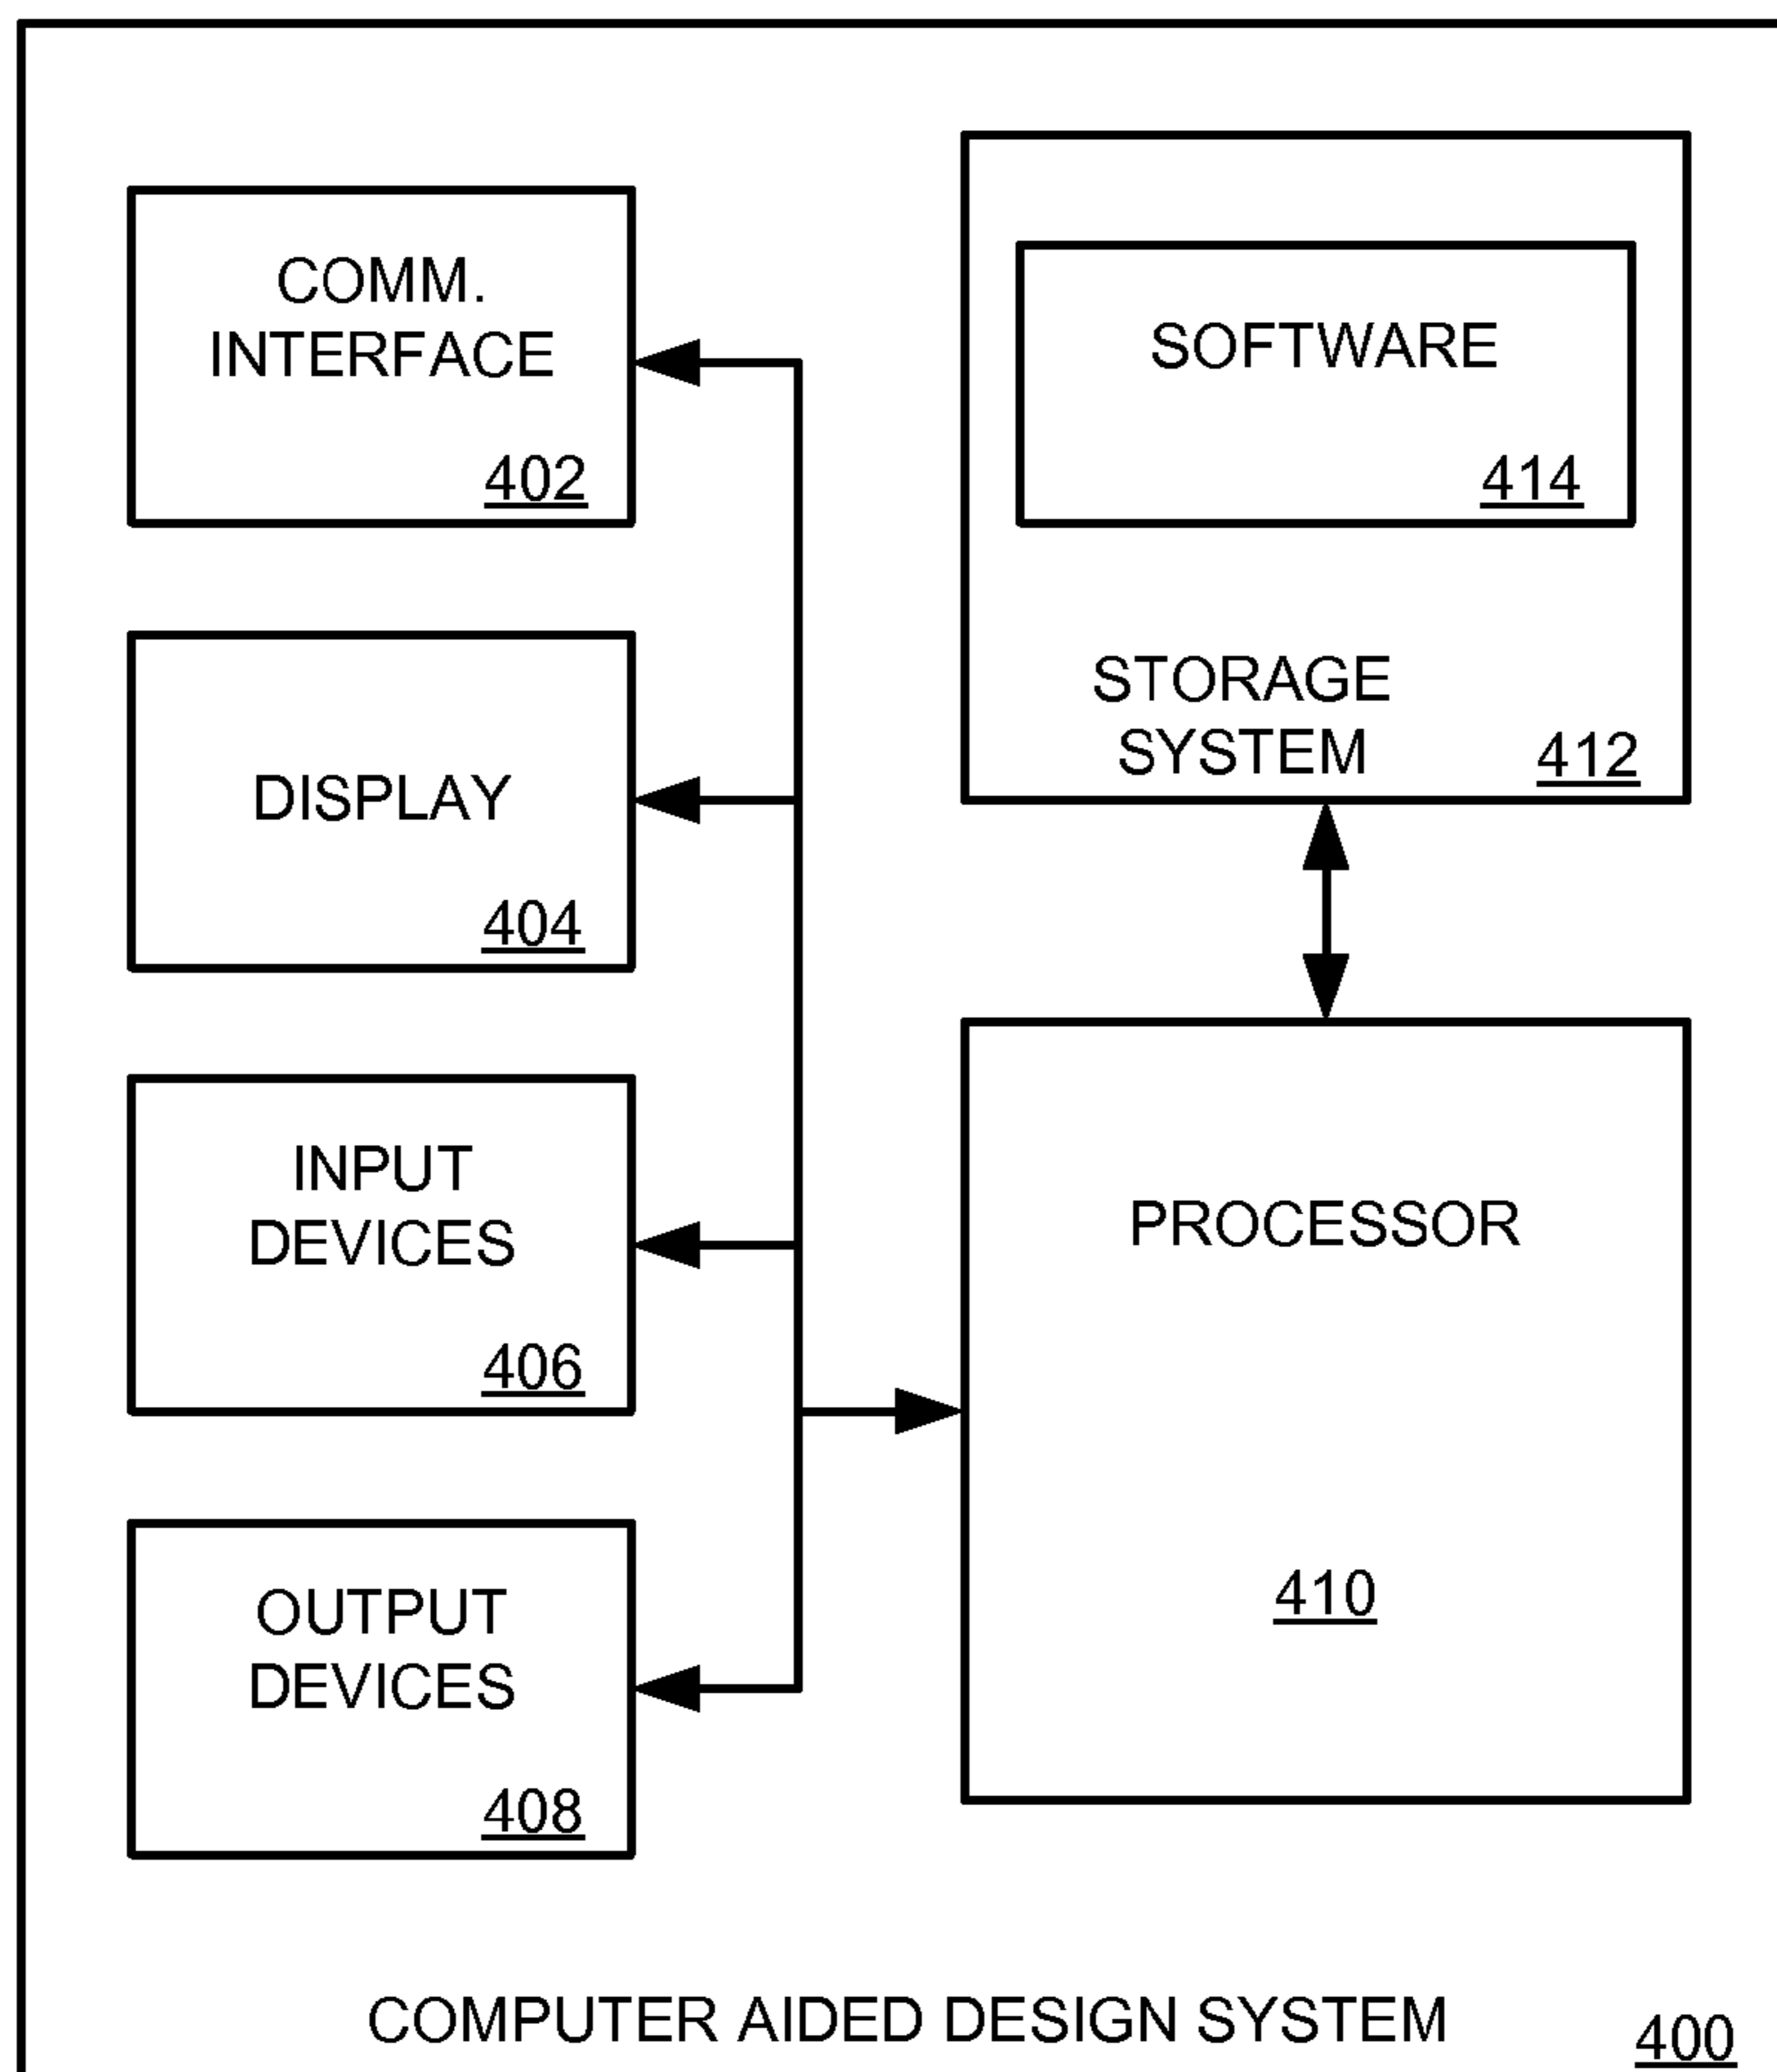 COMM.
INTERFACE
402
SOFTWARE
414
STORAGE
SYSTEM
412
DISPLAY
404
INPUT
DEVICES
406
PROCESSOR
410
OUTPUT
DEVICES
408
COMPUTER AIDED DESIGN SYSTEM
400